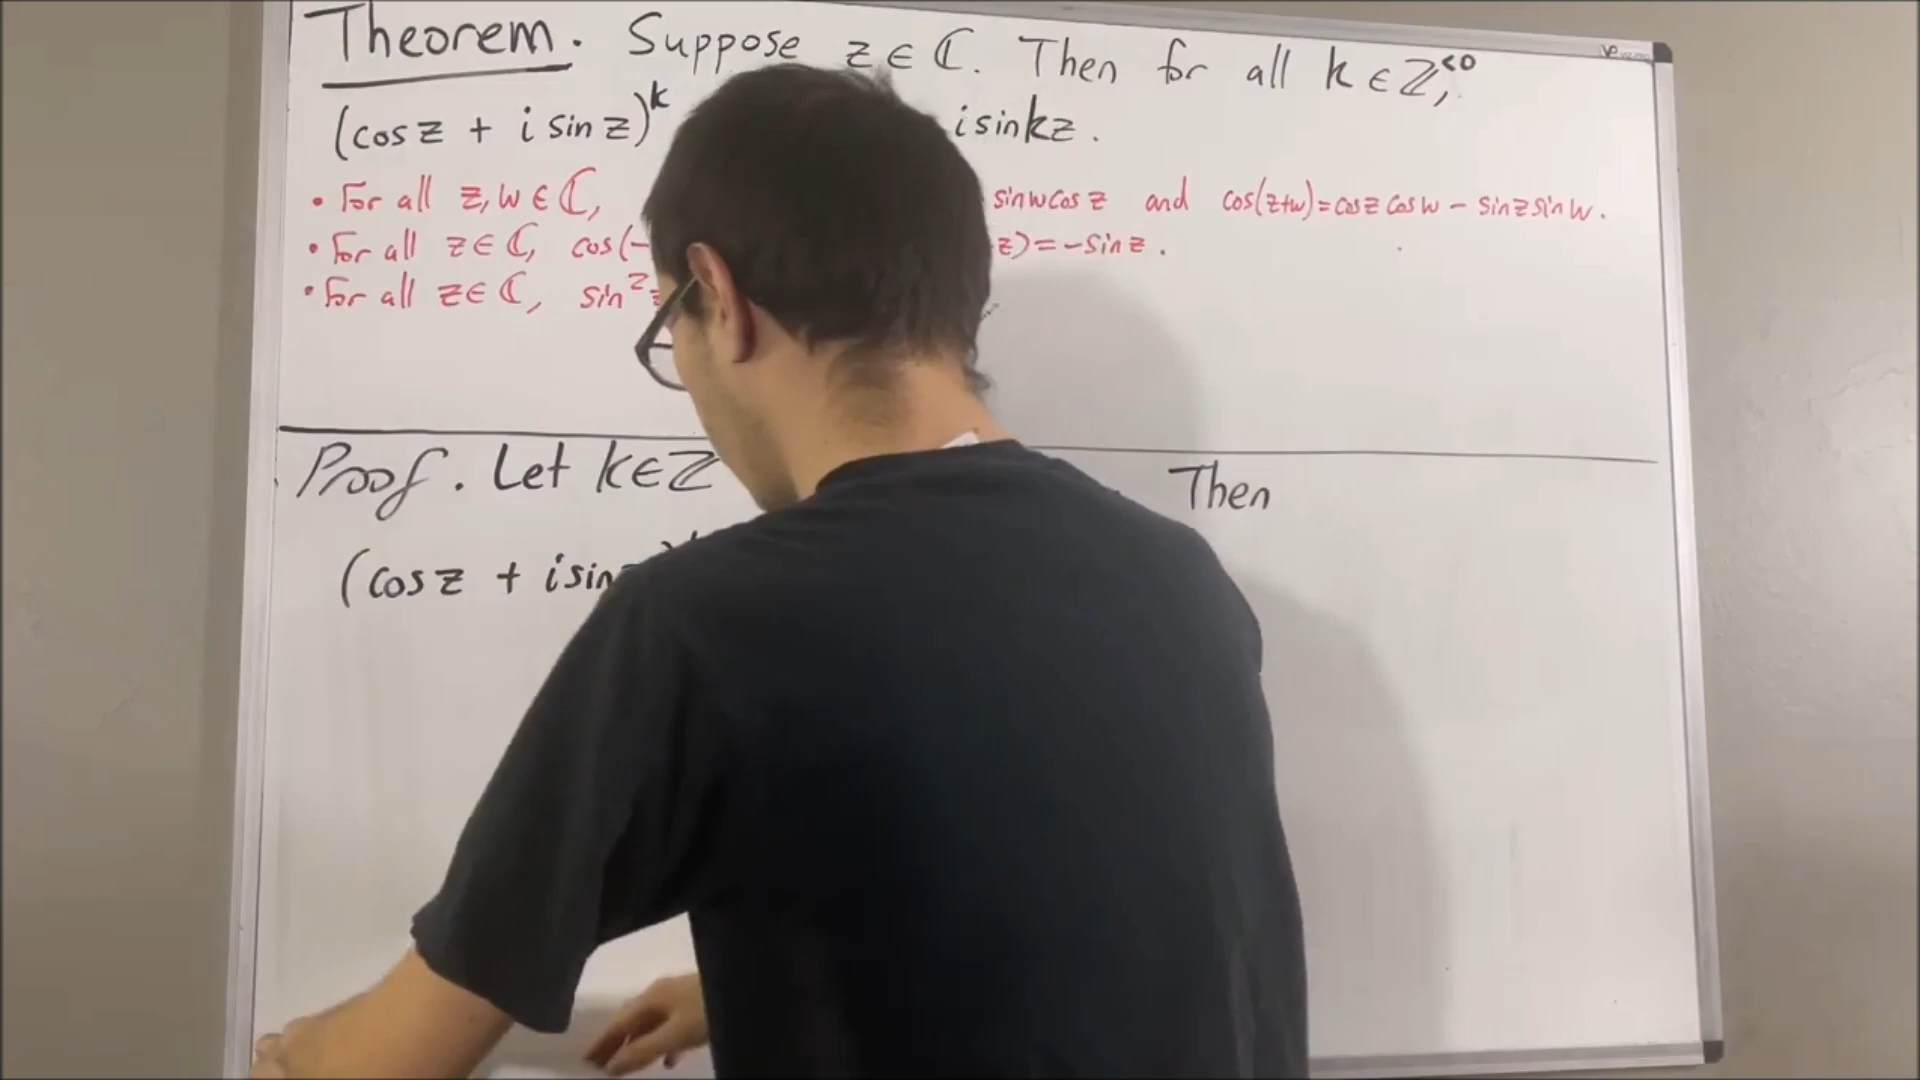 Theorem. Suppose z ∈ ℂ. Then for all k ∈ ℤ^{<0},
(cos z + i sin z)^k i sin kz.
• For all z, w ∈ ℂ, sin w cos z and cos(z+w) = cos z cos w − sin z sin w.
• For all z ∈ ℂ, cos(− z) = − sin z.
• For all z ∈ ℂ, sin²
Proof. Let k ∈ ℤ Then
(cos z + i sin